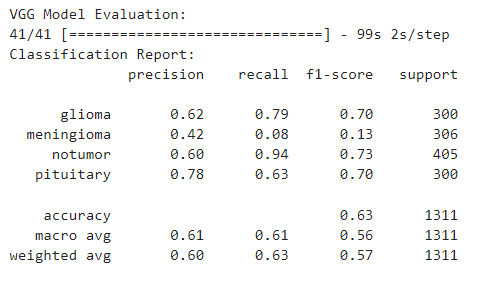 VGG Model Evaluation:
41/41 [==============================] - 99s 2s/step
Classification Report:
precision recall f1-score support
glioma 0.62 0.79 0.70 300
meningioma 0.42 0.08 0.13 306
notumor 0.60 0.94 0.73 405
pituitary 0.78 0.63 0.70 300
accuracy 0.63 1311
macro avg 0.61 0.61 0.56 1311
weighted avg 0.60 0.63 0.57 1311